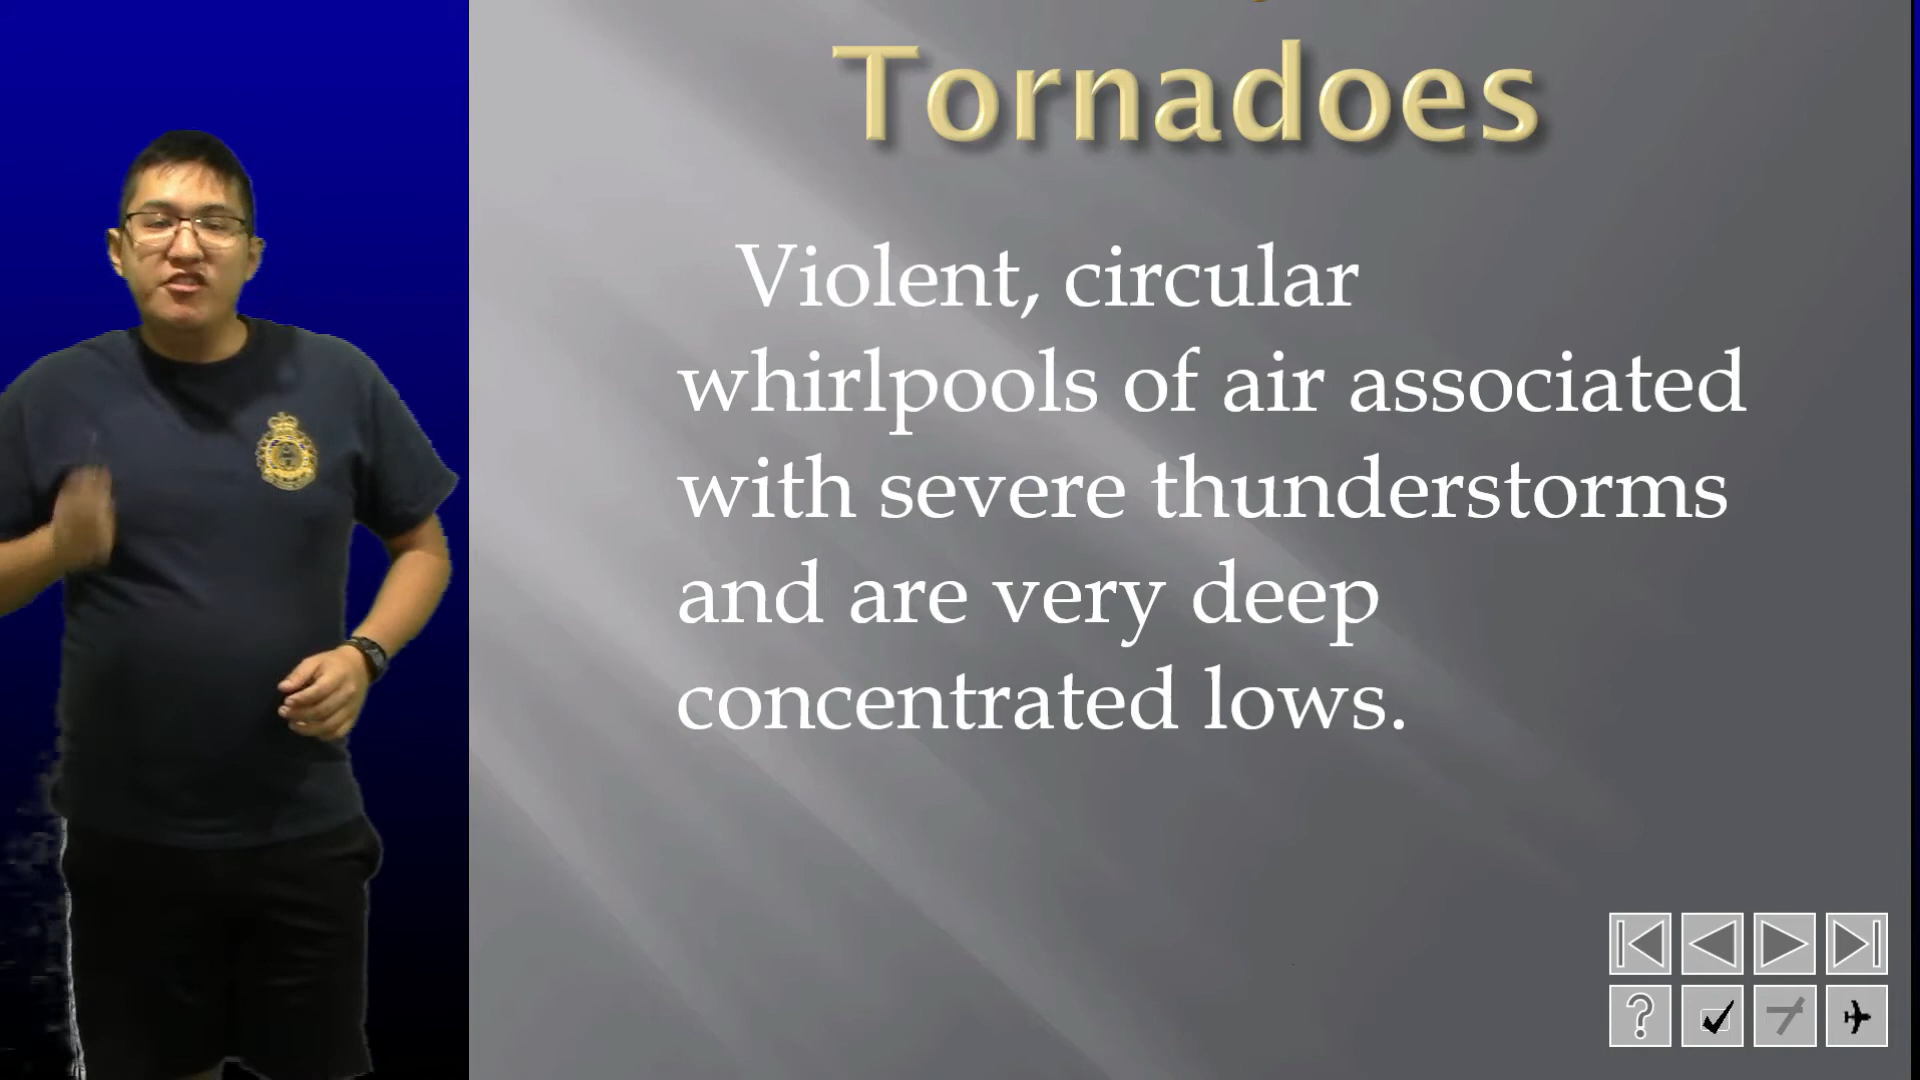 Tornadoes
Violent, circular
whirlpools of air associated
with severe thunderstorms
and are very deep
concentrated lows.
?